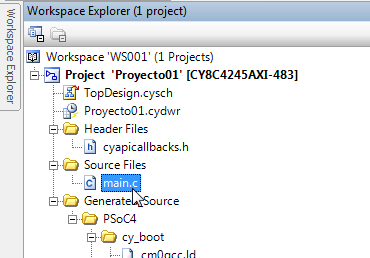 Workspace Explorer (1 project)
Workspace Explorer
Workspace 'WS001' (1 Projects)
Project 'Proyecto01' [CY8C4245AXI-483]
TopDesign.cysch
Proyecto01.cydwr
Header Files
cyapicallbacks.h
Source Files
main.c
Source
PSoC4
cy_boot
cm0gcc.ld